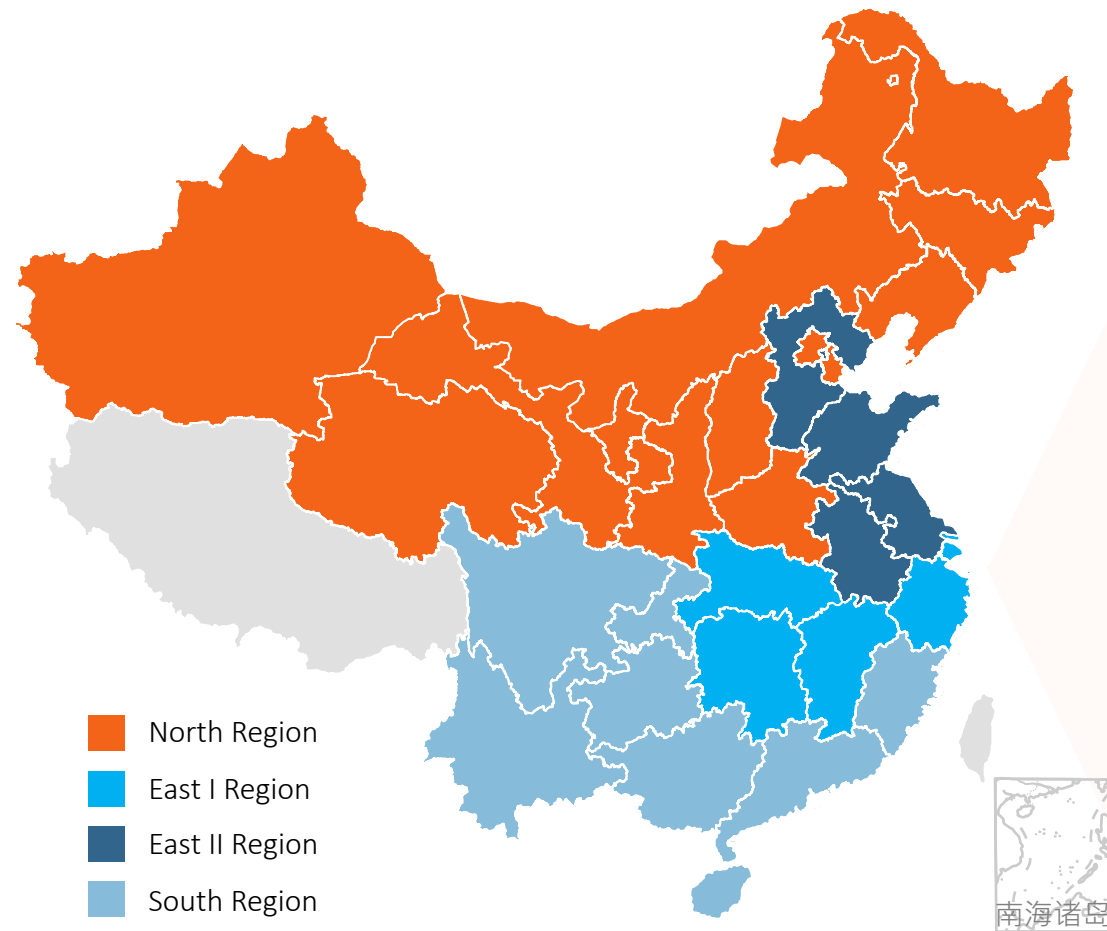 North Region
East I Region
East II Region
South Region
南海诸岛